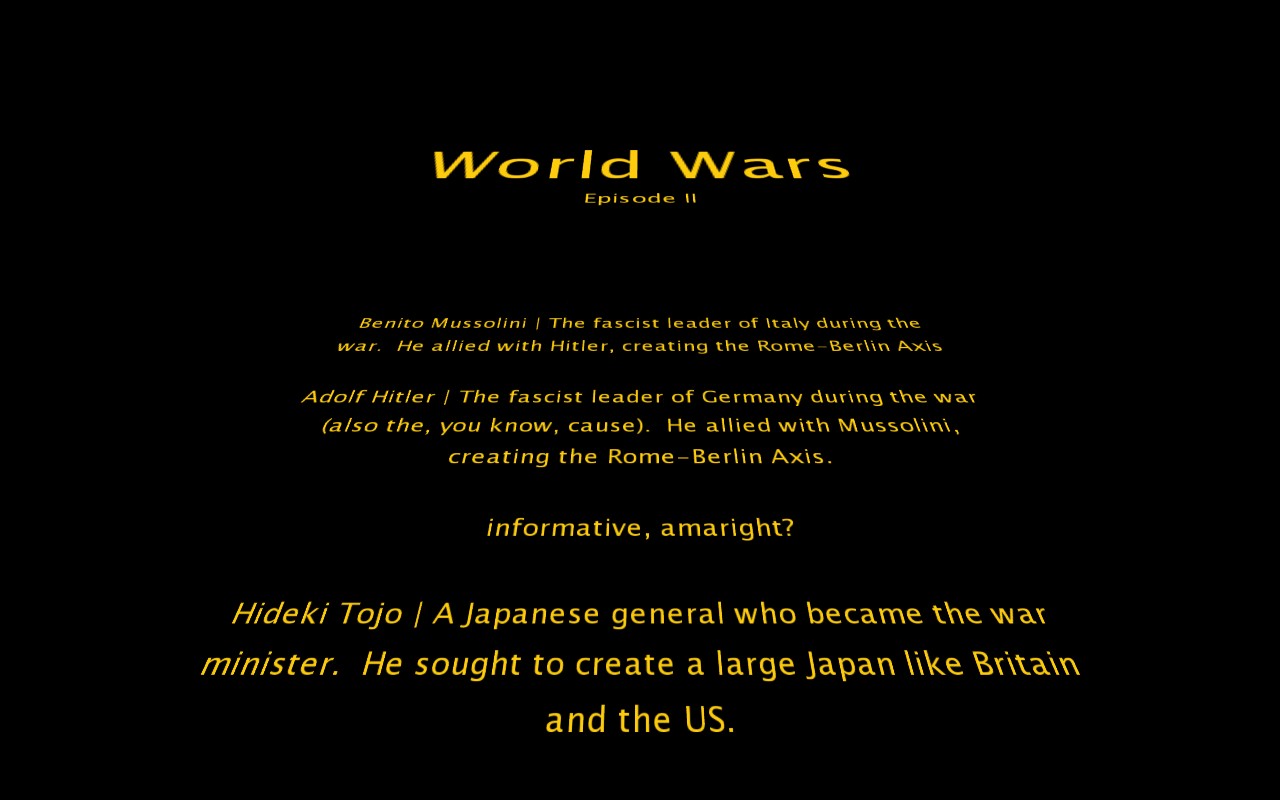 World Wars
Episode II
Benito Mussolini | The fascist leader of Italy during the
war.  He allied with Hitler, creating the Rome-Berlin Axis
Adolf Hitler | The fascist leader of Germany during the war
(also the, you know, cause).  He allied with Mussolini,
creating the Rome-Berlin Axis.
informative, amaright?
Hideki Tojo | A Japanese general who became the war
minister.  He sought to create a large Japan like Britain
and the US.